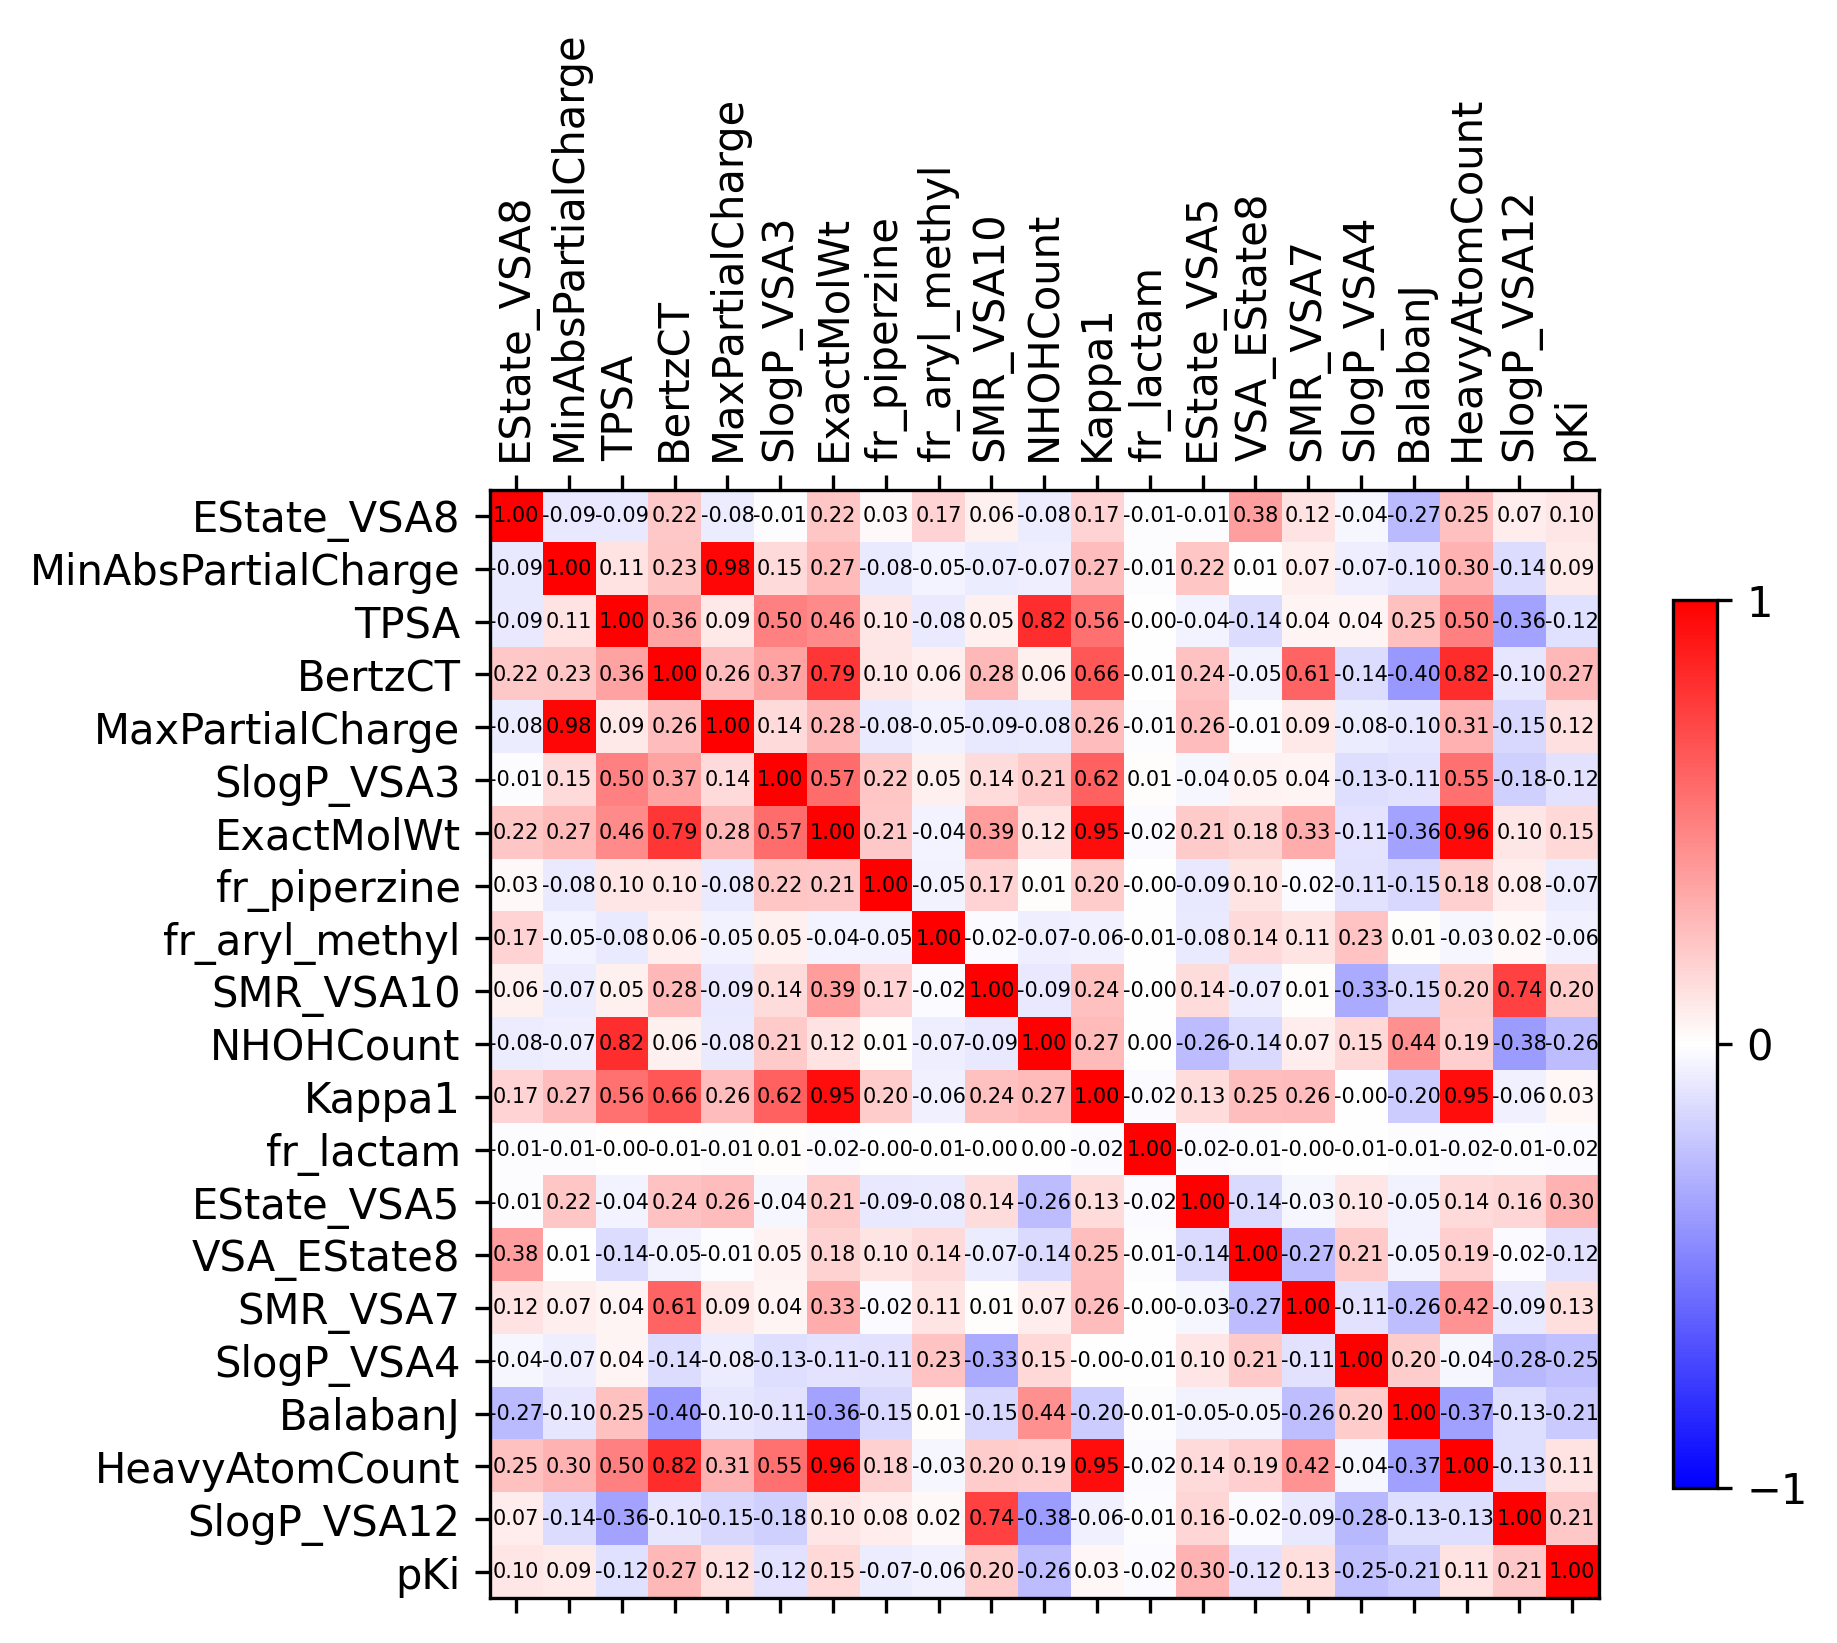 EState_VSA8 MinAbsPartialCharge TPSA BertzCT MaxPartialCharge SlogP_VSA3 ExactMolWt fr_piperzine fr_aryl_methyl SMR_VSA10 NHOHCount Kappa1 fr_lactam EState_VSA5 VSA_EState8 SMR_VSA7 SlogP_VSA4 BalabanJ HeavyAtomCount SlogP_VSA12 pKi
EState_VSA8 1.00 -0.09 -0.09 0.22 -0.08 -0.01 0.22 0.03 0.17 0.06 -0.08 0.17 -0.01 -0.01 0.38 0.12 -0.04 -0.27 0.25 0.07 0.10
MinAbsPartialCharge -0.09 1.00 0.11 0.23 0.98 0.15 0.27 -0.08 -0.05 -0.07 -0.07 0.27 -0.01 0.22 0.01 0.07 -0.07 -0.10 0.30 -0.14 0.09
TPSA -0.09 0.11 1.00 0.36 0.09 0.50 0.46 0.10 -0.08 0.05 0.82 0.56 -0.00 -0.04 -0.14 0.04 0.04 0.25 0.50 -0.36 -0.12
BertzCT 0.22 0.23 0.36 1.00 0.26 0.37 0.79 0.10 0.06 0.28 0.06 0.66 -0.01 0.24 -0.05 0.61 -0.14 -0.40 0.82 -0.10 0.27
MaxPartialCharge -0.08 0.98 0.09 0.26 1.00 0.14 0.28 -0.08 -0.05 -0.09 -0.08 0.26 -0.01 0.26 -0.01 0.09 -0.08 -0.10 0.31 -0.15 0.12
SlogP_VSA3 -0.01 0.15 0.50 0.37 0.14 1.00 0.57 0.22 0.05 0.14 0.21 0.62 0.01 -0.04 0.05 0.04 -0.13 -0.11 0.55 -0.18 -0.12
ExactMolWt 0.22 0.27 0.46 0.79 0.28 0.57 1.00 0.21 -0.04 0.39 0.12 0.95 -0.02 0.21 0.18 0.33 -0.11 -0.36 0.96 0.10 0.15
fr_piperzine 0.03 -0.08 0.10 0.10 -0.08 0.22 0.21 1.00 -0.05 0.17 0.01 0.20 -0.00 -0.09 0.10 -0.02 -0.11 -0.15 0.18 0.08 -0.07
fr_aryl_methyl 0.17 -0.05 -0.08 0.06 -0.05 0.05 -0.04 -0.05 1.00 -0.02 -0.07 -0.06 -0.01 -0.08 0.14 0.11 0.23 0.01 -0.03 0.02 -0.06
SMR_VSA10 0.06 -0.07 0.05 0.28 -0.09 0.14 0.39 0.17 -0.02 1.00 -0.09 0.24 -0.00 0.14 -0.07 0.01 -0.33 -0.15 0.20 0.74 0.20
NHOHCount -0.08 -0.07 0.82 0.06 -0.08 0.21 0.12 0.01 -0.07 -0.09 1.00 0.27 0.00 -0.26 -0.14 0.07 0.15 0.44 0.19 -0.38 -0.26
Kappa1 0.17 0.27 0.56 0.66 0.26 0.62 0.95 0.20 -0.06 0.24 0.27 1.00 -0.02 0.13 0.25 0.26 -0.00 -0.20 0.95 -0.06 0.03
fr_lactam -0.01 -0.01 -0.00 -0.01 -0.01 0.01 -0.02 -0.00 -0.01 -0.00 0.00 -0.02 1.00 -0.02 -0.01 -0.00 -0.01 -0.01 -0.02 -0.01 -0.02
EState_VSA5 -0.01 0.22 -0.04 0.24 0.26 -0.04 0.21 -0.09 -0.08 0.14 -0.26 0.13 -0.02 1.00 -0.14 -0.03 0.10 -0.05 0.14 0.16 0.30
VSA_EState8 0.38 0.01 -0.14 -0.05 -0.01 0.05 0.18 0.10 0.14 -0.07 -0.14 0.25 -0.01 -0.14 1.00 -0.27 0.21 -0.05 0.19 -0.02 -0.12
SMR_VSA7 0.12 0.07 0.04 0.61 0.09 0.04 0.33 -0.02 0.11 0.01 0.07 0.26 -0.00 -0.03 -0.27 1.00 -0.11 -0.26 0.42 -0.09 0.13
SlogP_VSA4 -0.04 -0.07 0.04 -0.14 -0.08 -0.13 -0.11 -0.11 0.23 -0.33 0.15 -0.00 -0.01 0.10 0.21 -0.11 1.00 0.20 -0.04 -0.28 -0.25
BalabanJ -0.27 -0.10 0.25 -0.40 -0.10 -0.11 -0.36 -0.15 0.01 -0.15 0.44 -0.20 -0.01 -0.05 -0.05 -0.26 0.20 1.00 -0.37 -0.13 -0.21
HeavyAtomCount 0.25 0.30 0.50 0.82 0.31 0.55 0.96 0.18 -0.03 0.20 0.19 0.95 -0.02 0.14 0.19 0.42 -0.04 -0.37 1.00 -0.13 0.11
SlogP_VSA12 0.07 -0.14 -0.36 -0.10 -0.15 -0.18 0.10 0.08 0.02 0.74 -0.38 -0.06 -0.01 0.16 -0.02 -0.09 -0.28 -0.13 -0.13 1.00 0.21
pKi 0.10 0.09 -0.12 0.27 0.12 -0.12 0.15 -0.07 -0.06 0.20 -0.26 0.03 -0.02 0.30 -0.12 0.13 -0.25 -0.21 0.11 0.21 1.00
1
0
−1